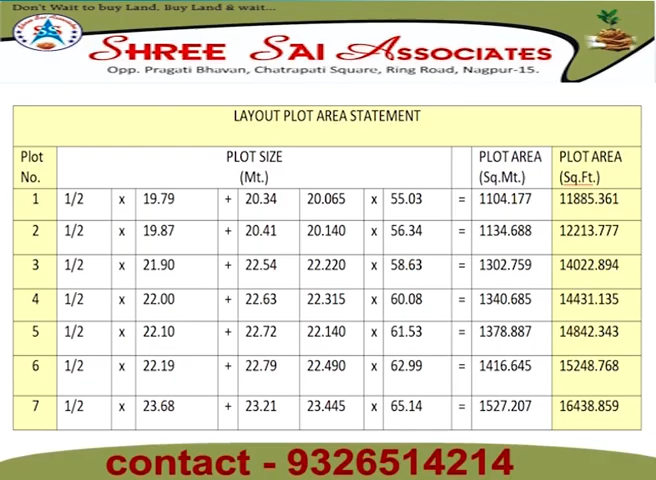 Don't Wait to buy Land. Buy Land & wait...
SHREE SAI ASSOCIATES
Opp. Pragati Bhavan, Chatrapati Square, Ring Road, Nagpur-15.
LAYOUT PLOT AREA STATEMENT
Plot No. PLOT SIZE (Mt.) PLOT AREA (Sq.Mt.) PLOT AREA (Sq.Ft.)
1 1/2 x 19.79 + 20.34 20.065 x 55.03 = 1104.177 11885.361
2 1/2 x 19.87 + 20.41 20.140 x 56.34 = 1134.688 12213.777
3 1/2 x 21.90 + 22.54 22.220 x 58.63 = 1302.759 14022.894
4 1/2 x 22.00 + 22.63 22.315 x 60.08 = 1340.685 14431.135
5 1/2 x 22.10 + 22.72 22.140 x 61.53 = 1378.887 14842.343
6 1/2 x 22.19 + 22.79 22.490 x 62.99 = 1416.645 15248.768
7 1/2 x 23.68 + 23.21 23.445 x 65.14 = 1527.207 16438.859
contact - 9326514214